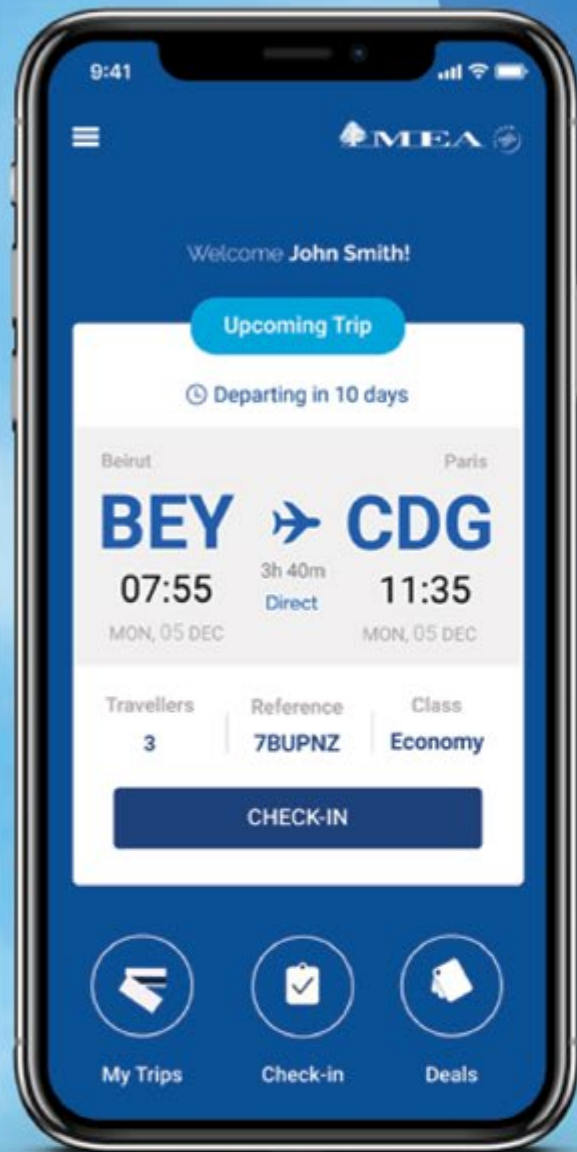 9:41
MEA
Welcome John Smith!
Upcoming Trip
Departing in 10 days
Beirut Paris
BEY CDG
07:55 3h 40m 11:35
Direct
MON, 05 DEC MON, 05 DEC
Travellers Reference Class
3 7BUPNZ Economy
CHECK-IN
My Trips Check-in Deals